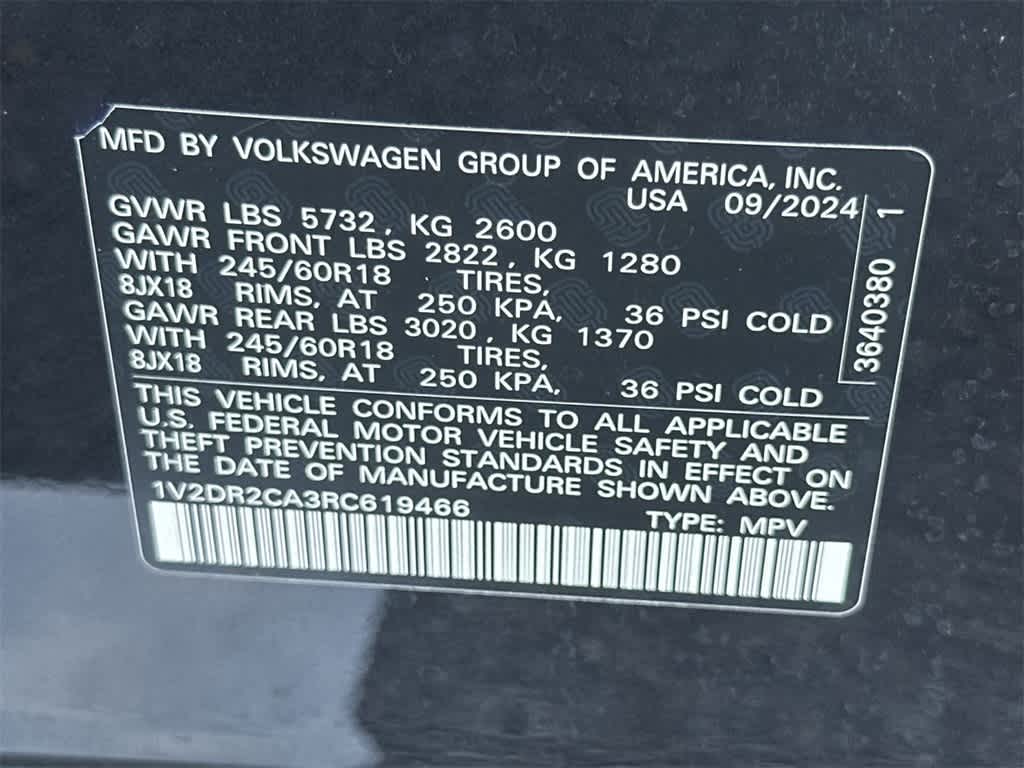 MFD BY VOLKSWAGEN GROUP OF AMERICA, INC.
USA 09/2024
GVWR LBS 5732, KG 2600
GAWR FRONT LBS 2822, KG 1280
WITH 245/60R18 TIRES,
8JX18 RIMS, AT 250 KPA, 36 PSI COLD
GAWR REAR LBS 3020, KG 1370
WITH 245/60R18 TIRES,
8JX18 RIMS, AT 250 KPA, 36 PSI COLD
3640380 1
THIS VEHICLE CONFORMS TO ALL APPLICABLE
U.S. FEDERAL MOTOR VEHICLE SAFETY AND
THEFT PREVENTION STANDARDS IN EFFECT ON
THE DATE OF MANUFACTURE SHOWN ABOVE.
1V2DR2CA3RC619466 TYPE: MPV